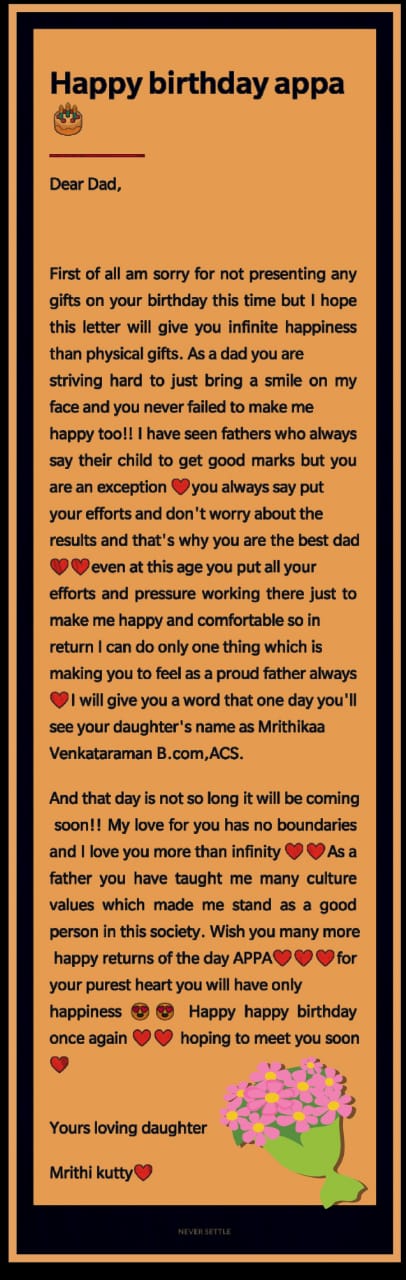 Happy birthday appa
🎂
Dear Dad,
First of all am sorry for not presenting any
gifts on your birthday this time but I hope
this letter will give you infinite happiness
than physical gifts. As a dad you are
striving hard to just bring a smile on my
face and you never failed to make me
happy too!! I have seen fathers who always
say their child to get good marks but you
are an exception ❤️you always say put
your efforts and don't worry about the
results and that's why you are the best dad
❤️❤️even at this age you put all your
efforts and pressure working there just to
make me happy and comfortable so in
return I can do only one thing which is
making you to feel as a proud father always
❤️I will give you a word that one day you'll
see your daughter's name as Mrithikaa
Venkataraman B.com,ACS.
And that day is not so long it will be coming
soon!! My love for you has no boundaries
and I love you more than infinity ❤️❤️As a
father you have taught me many culture
values which made me stand as a good
person in this society. Wish you many more
happy returns of the day APPA❤️❤️❤️for
your purest heart you will have only
happiness 😍😍 Happy happy birthday
once again ❤️❤️ hoping to meet you soon
💕
Yours loving daughter
Mrithi kutty❤️
NEVER SETTLE